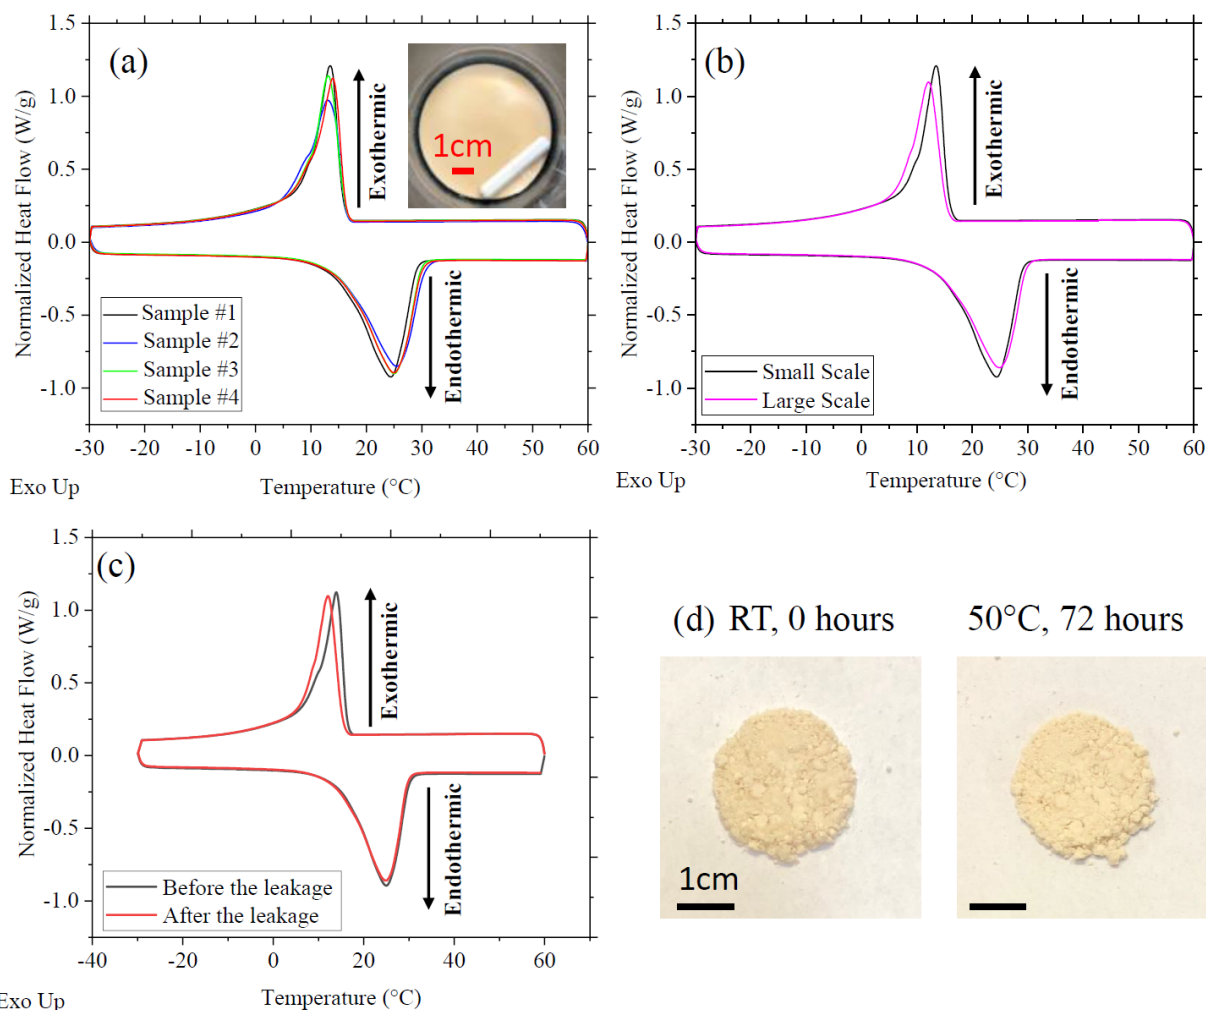 (a)
1.5
1.0
0.5
0.0
-0.5
-1.0
Normalized Heat Flow (W/g)
Exothermic
1cm
Endothermic
Sample #1
Sample #2
Sample #3
Sample #4
-30 -20 -10 0 10 20 30 40 50 60
Exo Up
Temperature (°C)
(b)
1.5
1.0
0.5
0.0
-0.5
-1.0
Normalized Heat Flow (W/g)
Exothermic
Endothermic
Small Scale
Large Scale
-30 -20 -10 0 10 20 30 40 50 60
Exo Up
Temperature (°C)
(c)
1.5
1.0
0.5
0.0
-0.5
-1.0
Normalized Heat Flow (W/g)
Exothermic
Endothermic
Before the leakage
After the leakage
-40 -20 0 20 40 60
Exo Up
Temperature (°C)
(d) RT, 0 hours
50°C, 72 hours
1cm